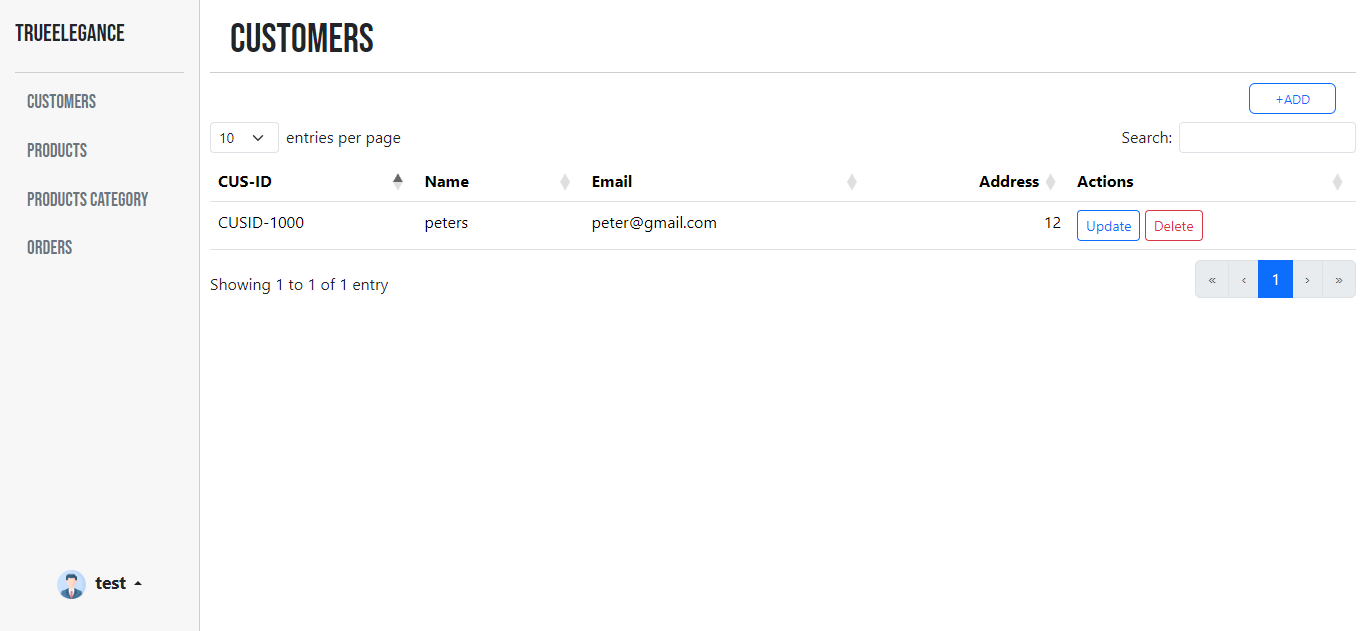 TRUEELEGANCE
CUSTOMERS
PRODUCTS
PRODUCTS CATEGORY
ORDERS
test
CUSTOMERS
+ADD
10 entries per page Search:
CUS-ID Name Email Address Actions
CUSID-1000 peters peter@gmail.com 12 Update Delete
Showing 1 to 1 of 1 entry « ‹ 1 › »